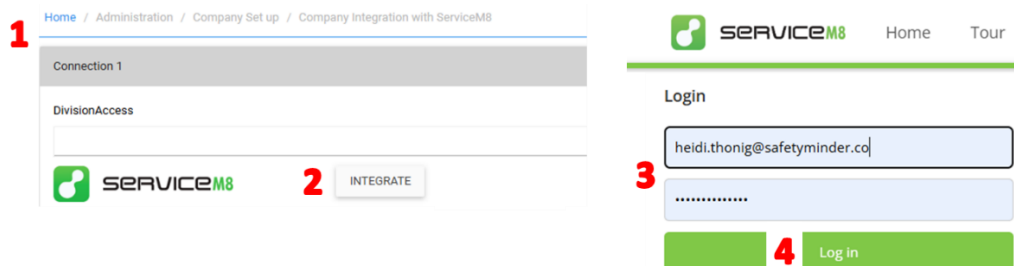 1
Home / Administration / Company Set up / Company Integration with ServiceM8
Connection 1
DivisionAccess
SERVICEM8
2
INTEGRATE
SERVICEM8 Home Tour
Login
3
heidi.thonig@safetyminder.co
••••••••••••••
4
Log in